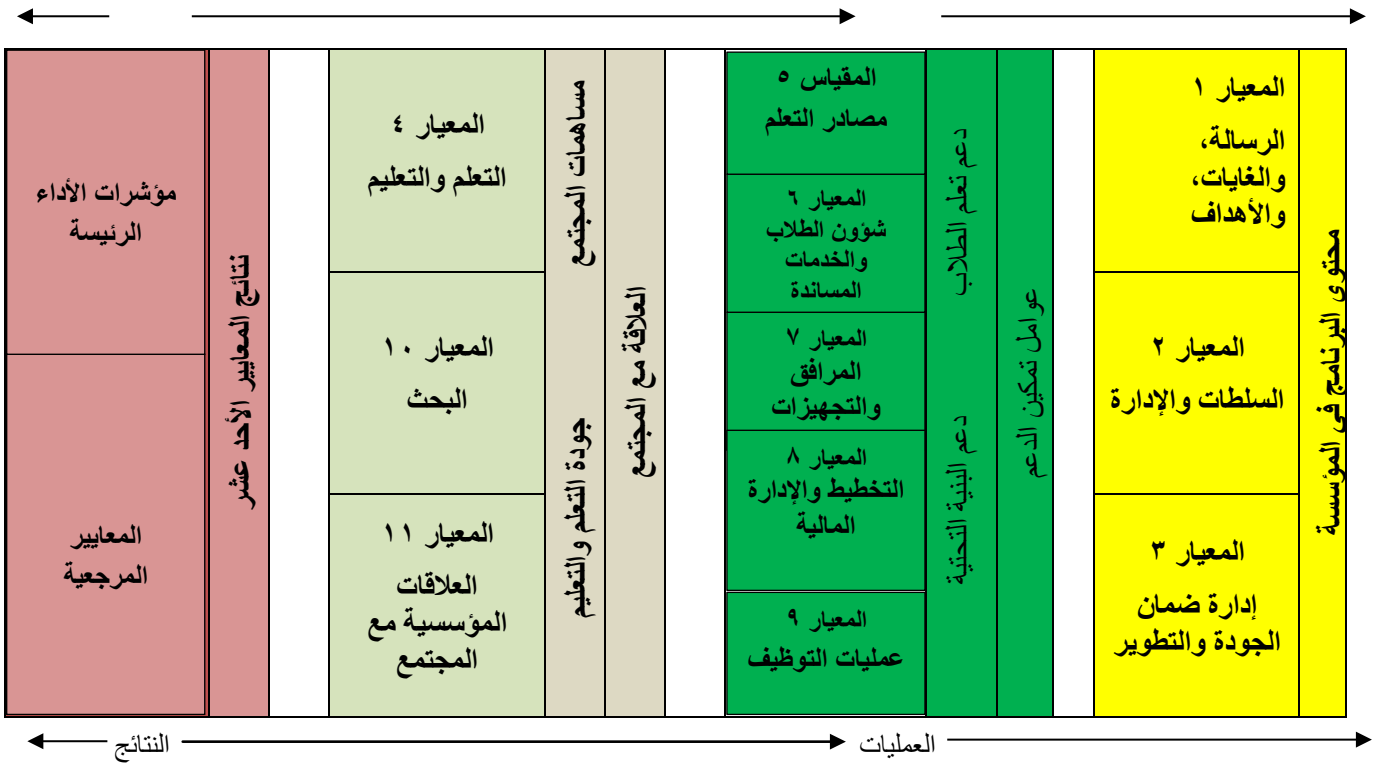 محتوى البرنامج في المؤسسة
المعيار ١
الرسالة،
والغايات،
والأهداف
المعيار ٢
السلطات والإدارة
المعيار ٣
إدارة ضمان
الجودة والتطوير
عوامل تمكين الدعم
دعم تعلم الطلاب
دعم البنية التحتية
المقياس ٥
مصادر التعلم
المعيار ٦
شؤون الطلاب
والخدمات
المساندة
المعيار ٧
المرافق
والتجهيزات
المعيار ٨
التخطيط والإدارة
المالية
المعيار ٩
عمليات التوظيف
العلاقة مع المجتمع
مساهمات المجتمع
جودة التعلم والتعليم
المعيار ٤
التعلم والتعليم
المعيار ١٠
البحث
المعيار ١١
العلاقات
المؤسسية مع
المجتمع
نتائج المعايير الأحد عشر
مؤشرات الأداء
الرئيسة
المعايير
المرجعية
العمليات
النتائج